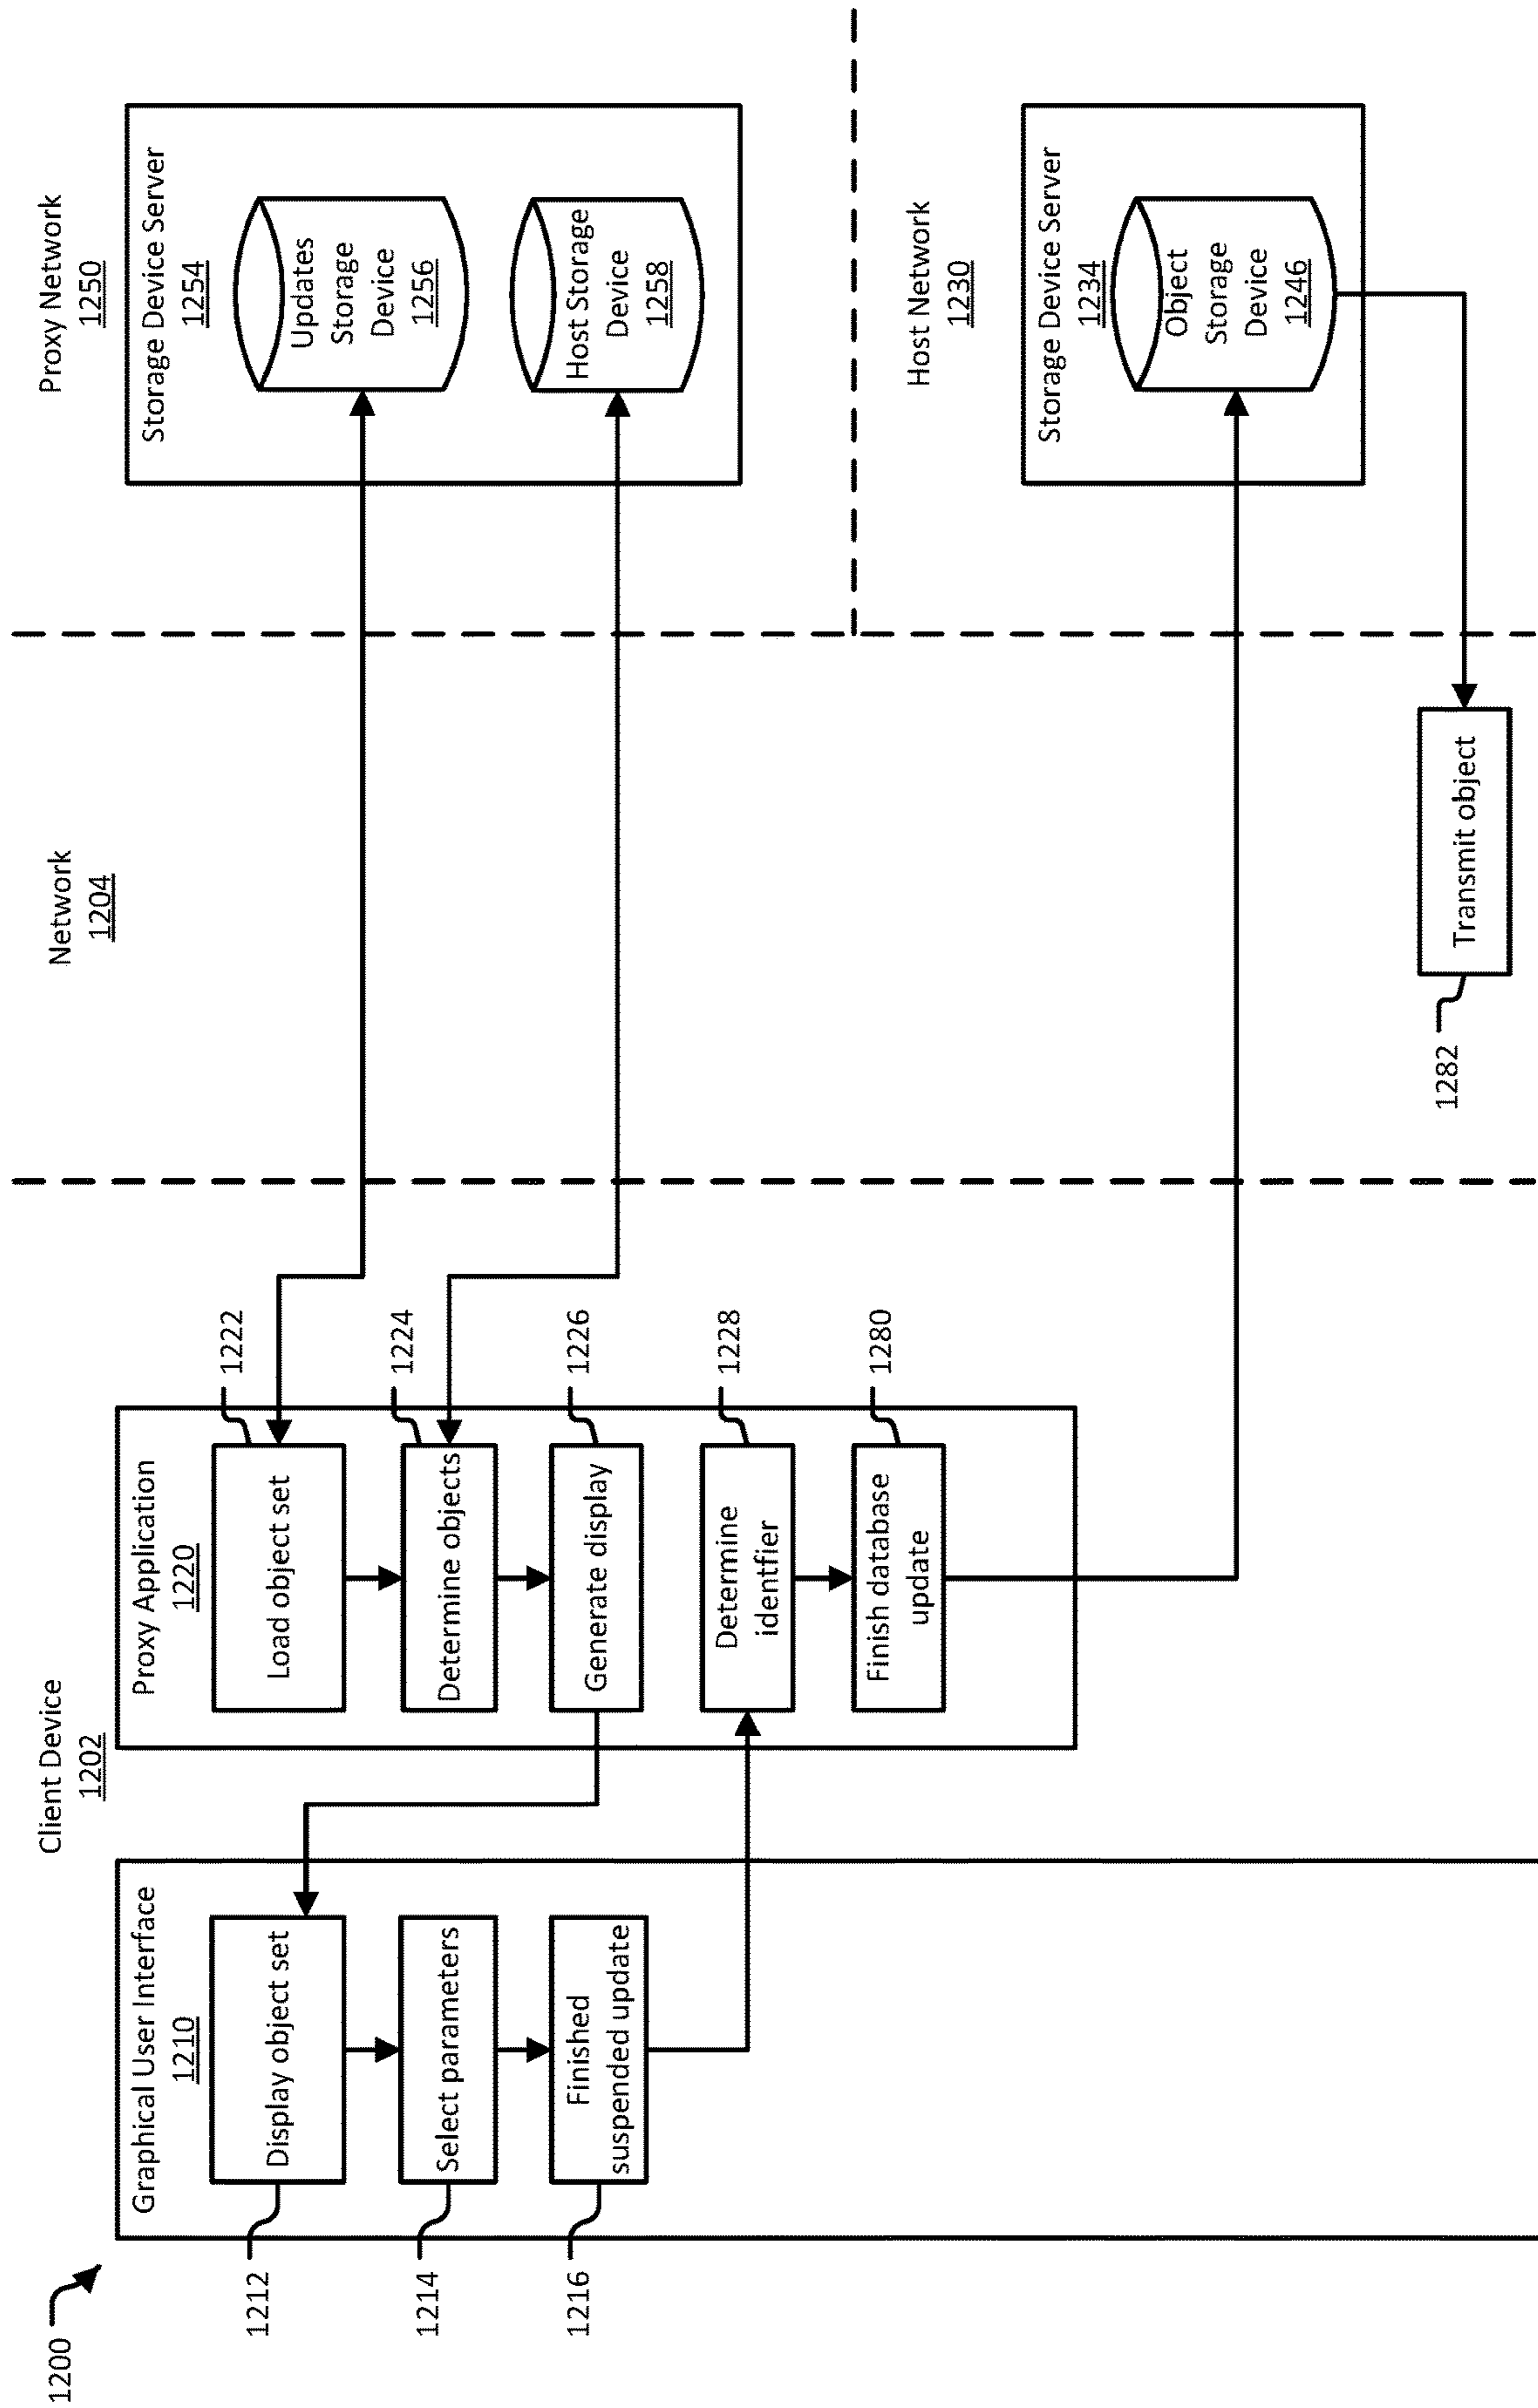 1200
Client Device
1202
Network
1204
Proxy Network
1250
Graphical User Interface
1210
Display object set
1212
Select parameters
1214
Finished
suspended update
1216
Proxy Application
1220
Load object set
1222
Determine objects
1224
Generate display
1226
Determine
identfier
1228
Finish database
update
1280
Storage Device Server
1254
Updates
Storage
Device
1256
Host Storage
Device
1258
Host Network
1230
Storage Device Server
1234
Object
Storage
Device
1246
Transmit object
1282